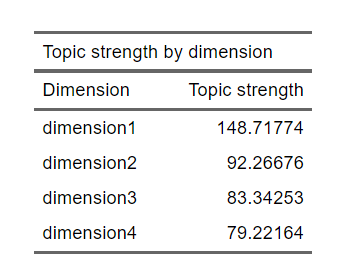 Topic strength by dimension
Dimension Topic strength
dimension1 148.71774
dimension2 92.26676
dimension3 83.34253
dimension4 79.22164